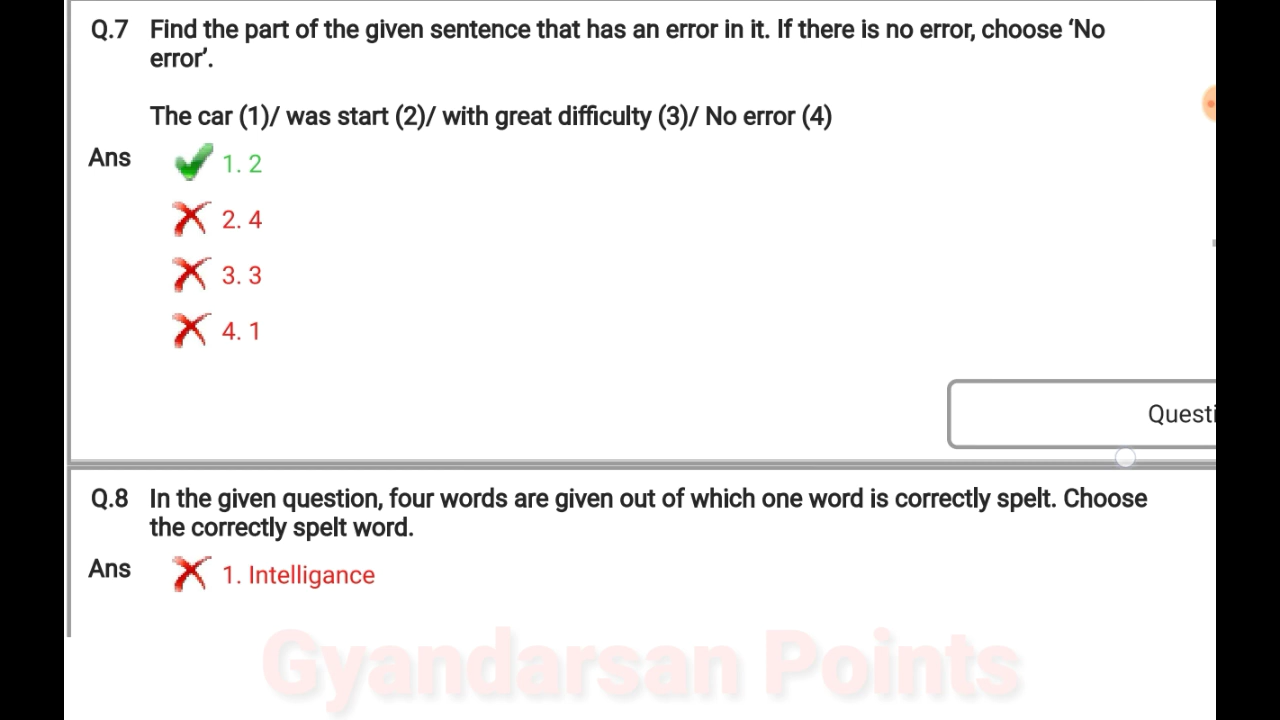 Q.7 Find the part of the given sentence that has an error in it. If there is no error, choose ‘No
error’.
The car (1)/ was start (2)/ with great difficulty (3)/ No error (4)
Ans 1. 2
2. 4
3. 3
4. 1
Questi
Q.8 In the given question, four words are given out of which one word is correctly spelt. Choose
the correctly spelt word.
Ans 1. Intelligance
Gyandarsan Points